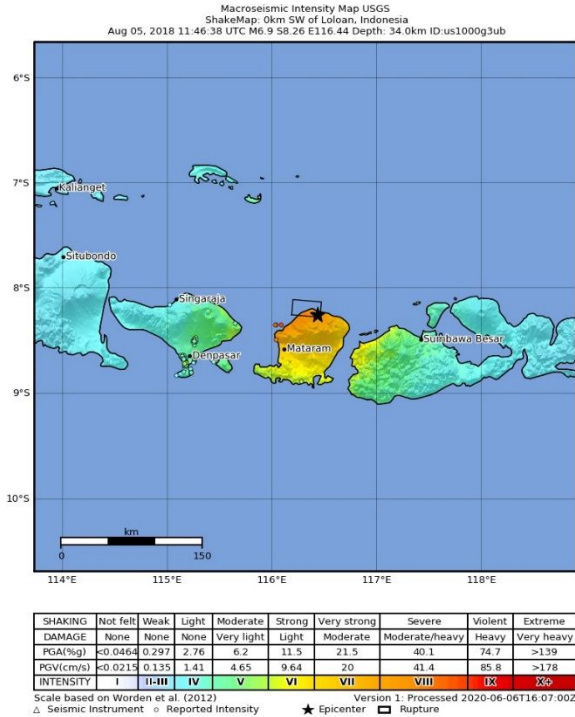 Macroseismic Intensity Map USGS
ShakeMap: 0km SW of Loloan, Indonesia
Aug 05, 2018 11:46:38 UTC M6.9 S8.26 E116.44 Depth: 34.0km ID:us1000g3ub
6°S
7°S
Kalianget
Situbondo
8°S
Singaraja
Denpasar
Mataram
Sumbawa Besar
9°S
10°S
km
0 150
114°E 115°E 116°E 117°E 118°E
SHAKING Not felt Weak Light Moderate Strong Very strong Severe Violent Extreme
DAMAGE None None None Very light Light Moderate Moderate/heavy Heavy Very heavy
PGA(%g) <0.0464 0.297 2.76 6.2 11.5 21.5 40.1 74.7 >139
PGV(cm/s) <0.0215 0.135 1.41 4.65 9.64 20 41.4 85.8 >178
INTENSITY I II-III IV V VI VII VIII IX X+
Scale based on Worden et al. (2012) Version 1: Processed 2020-06-06T16:07:00Z
△ Seismic Instrument ○ Reported Intensity ★ Epicenter □ Rupture